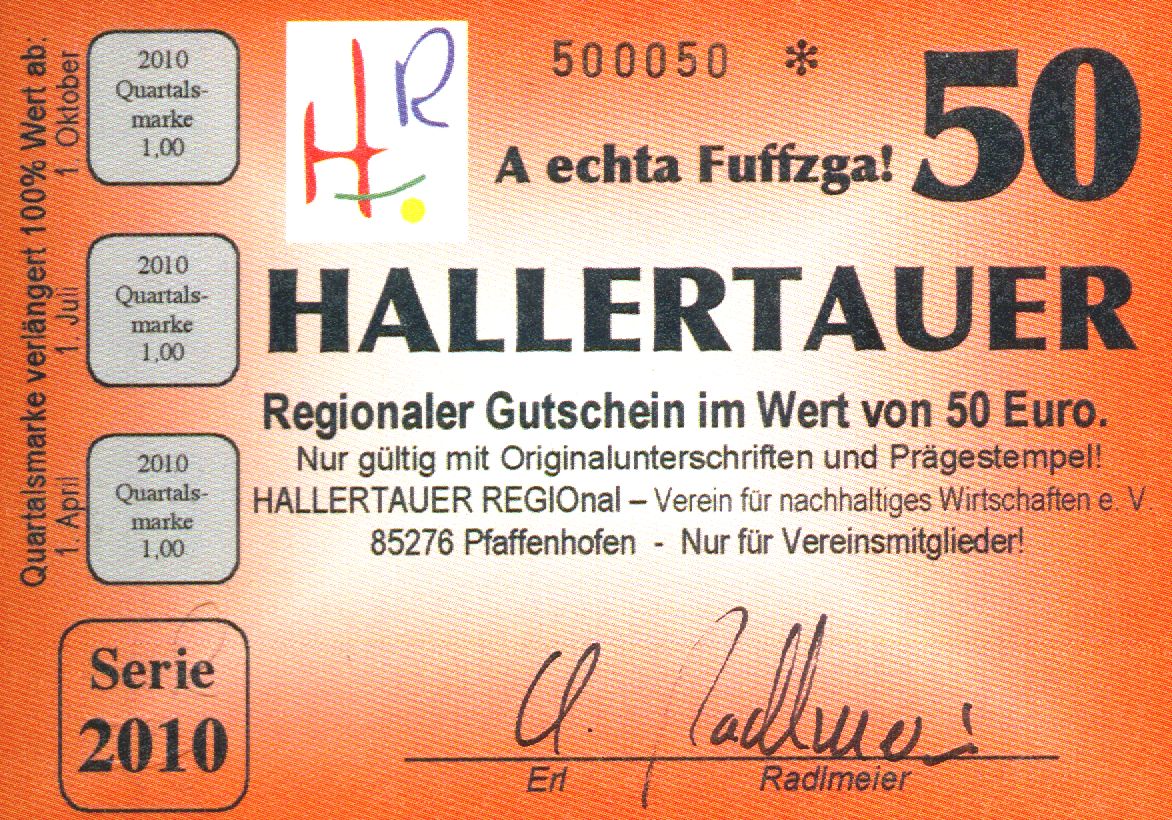 Quartalsmarke verlängert 100% Wert ab:
1. Oktober
1. Juli
1. April
2010
Quartals-
marke
1,00
2010
Quartals-
marke
1,00
2010
Quartals-
marke
1,00
Serie
2010
HR
500050 *
A echta Fuffzga!
50
HALLERTAUER
Regionaler Gutschein im Wert von 50 Euro.
Nur gültig mit Originalunterschriften und Prägestempel!
HALLERTAUER REGIOnal – Verein für nachhaltiges Wirtschaften e. V.
85276 Pfaffenhofen - Nur für Vereinsmitglieder!
Radlmeier
Erl Radlmeier